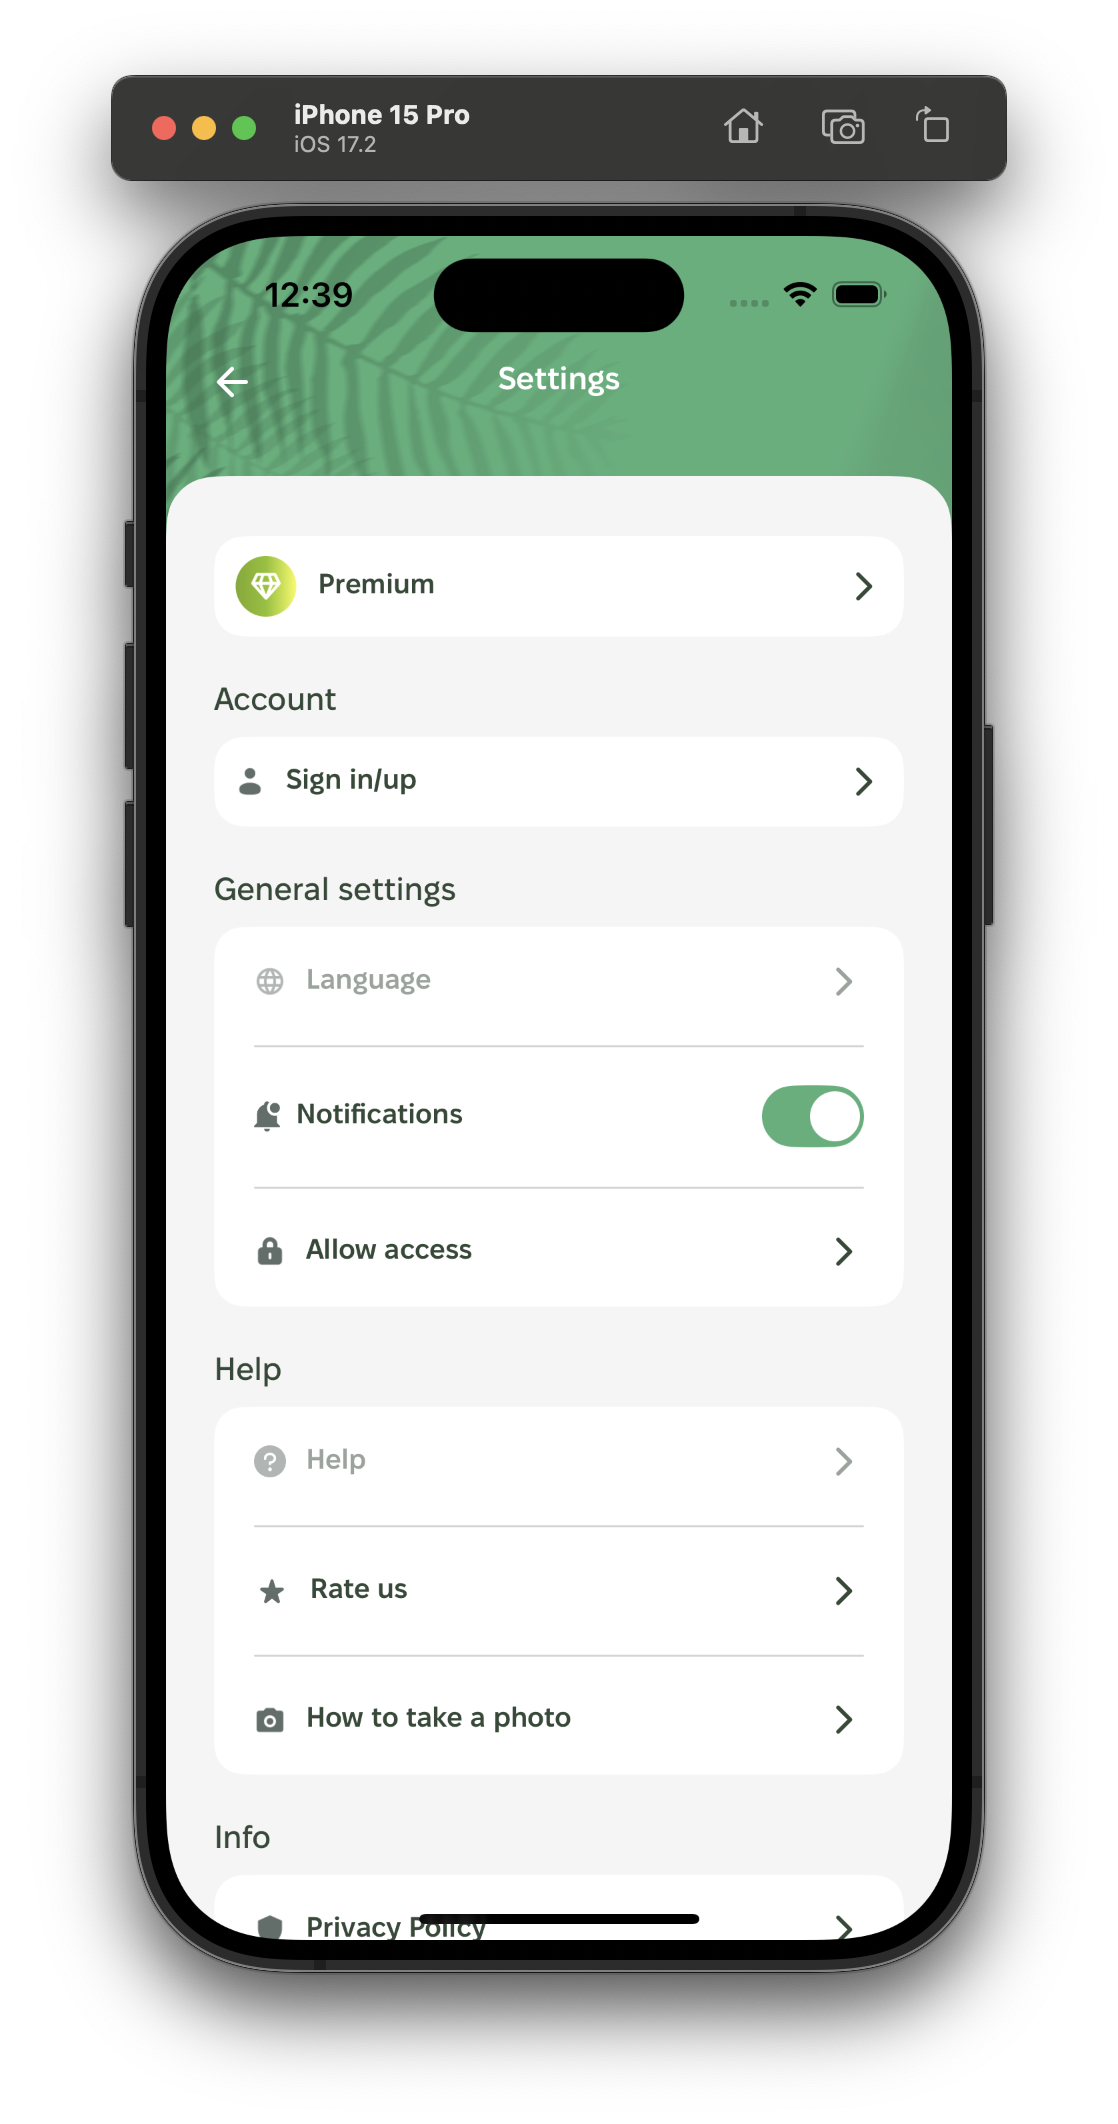 iPhone 15 Pro
iOS 17.2
12:39
Settings
Premium
Account
Sign in/up
General settings
Language
Notifications
Allow access
Help
Help
Rate us
How to take a photo
Info
Privacy Policy